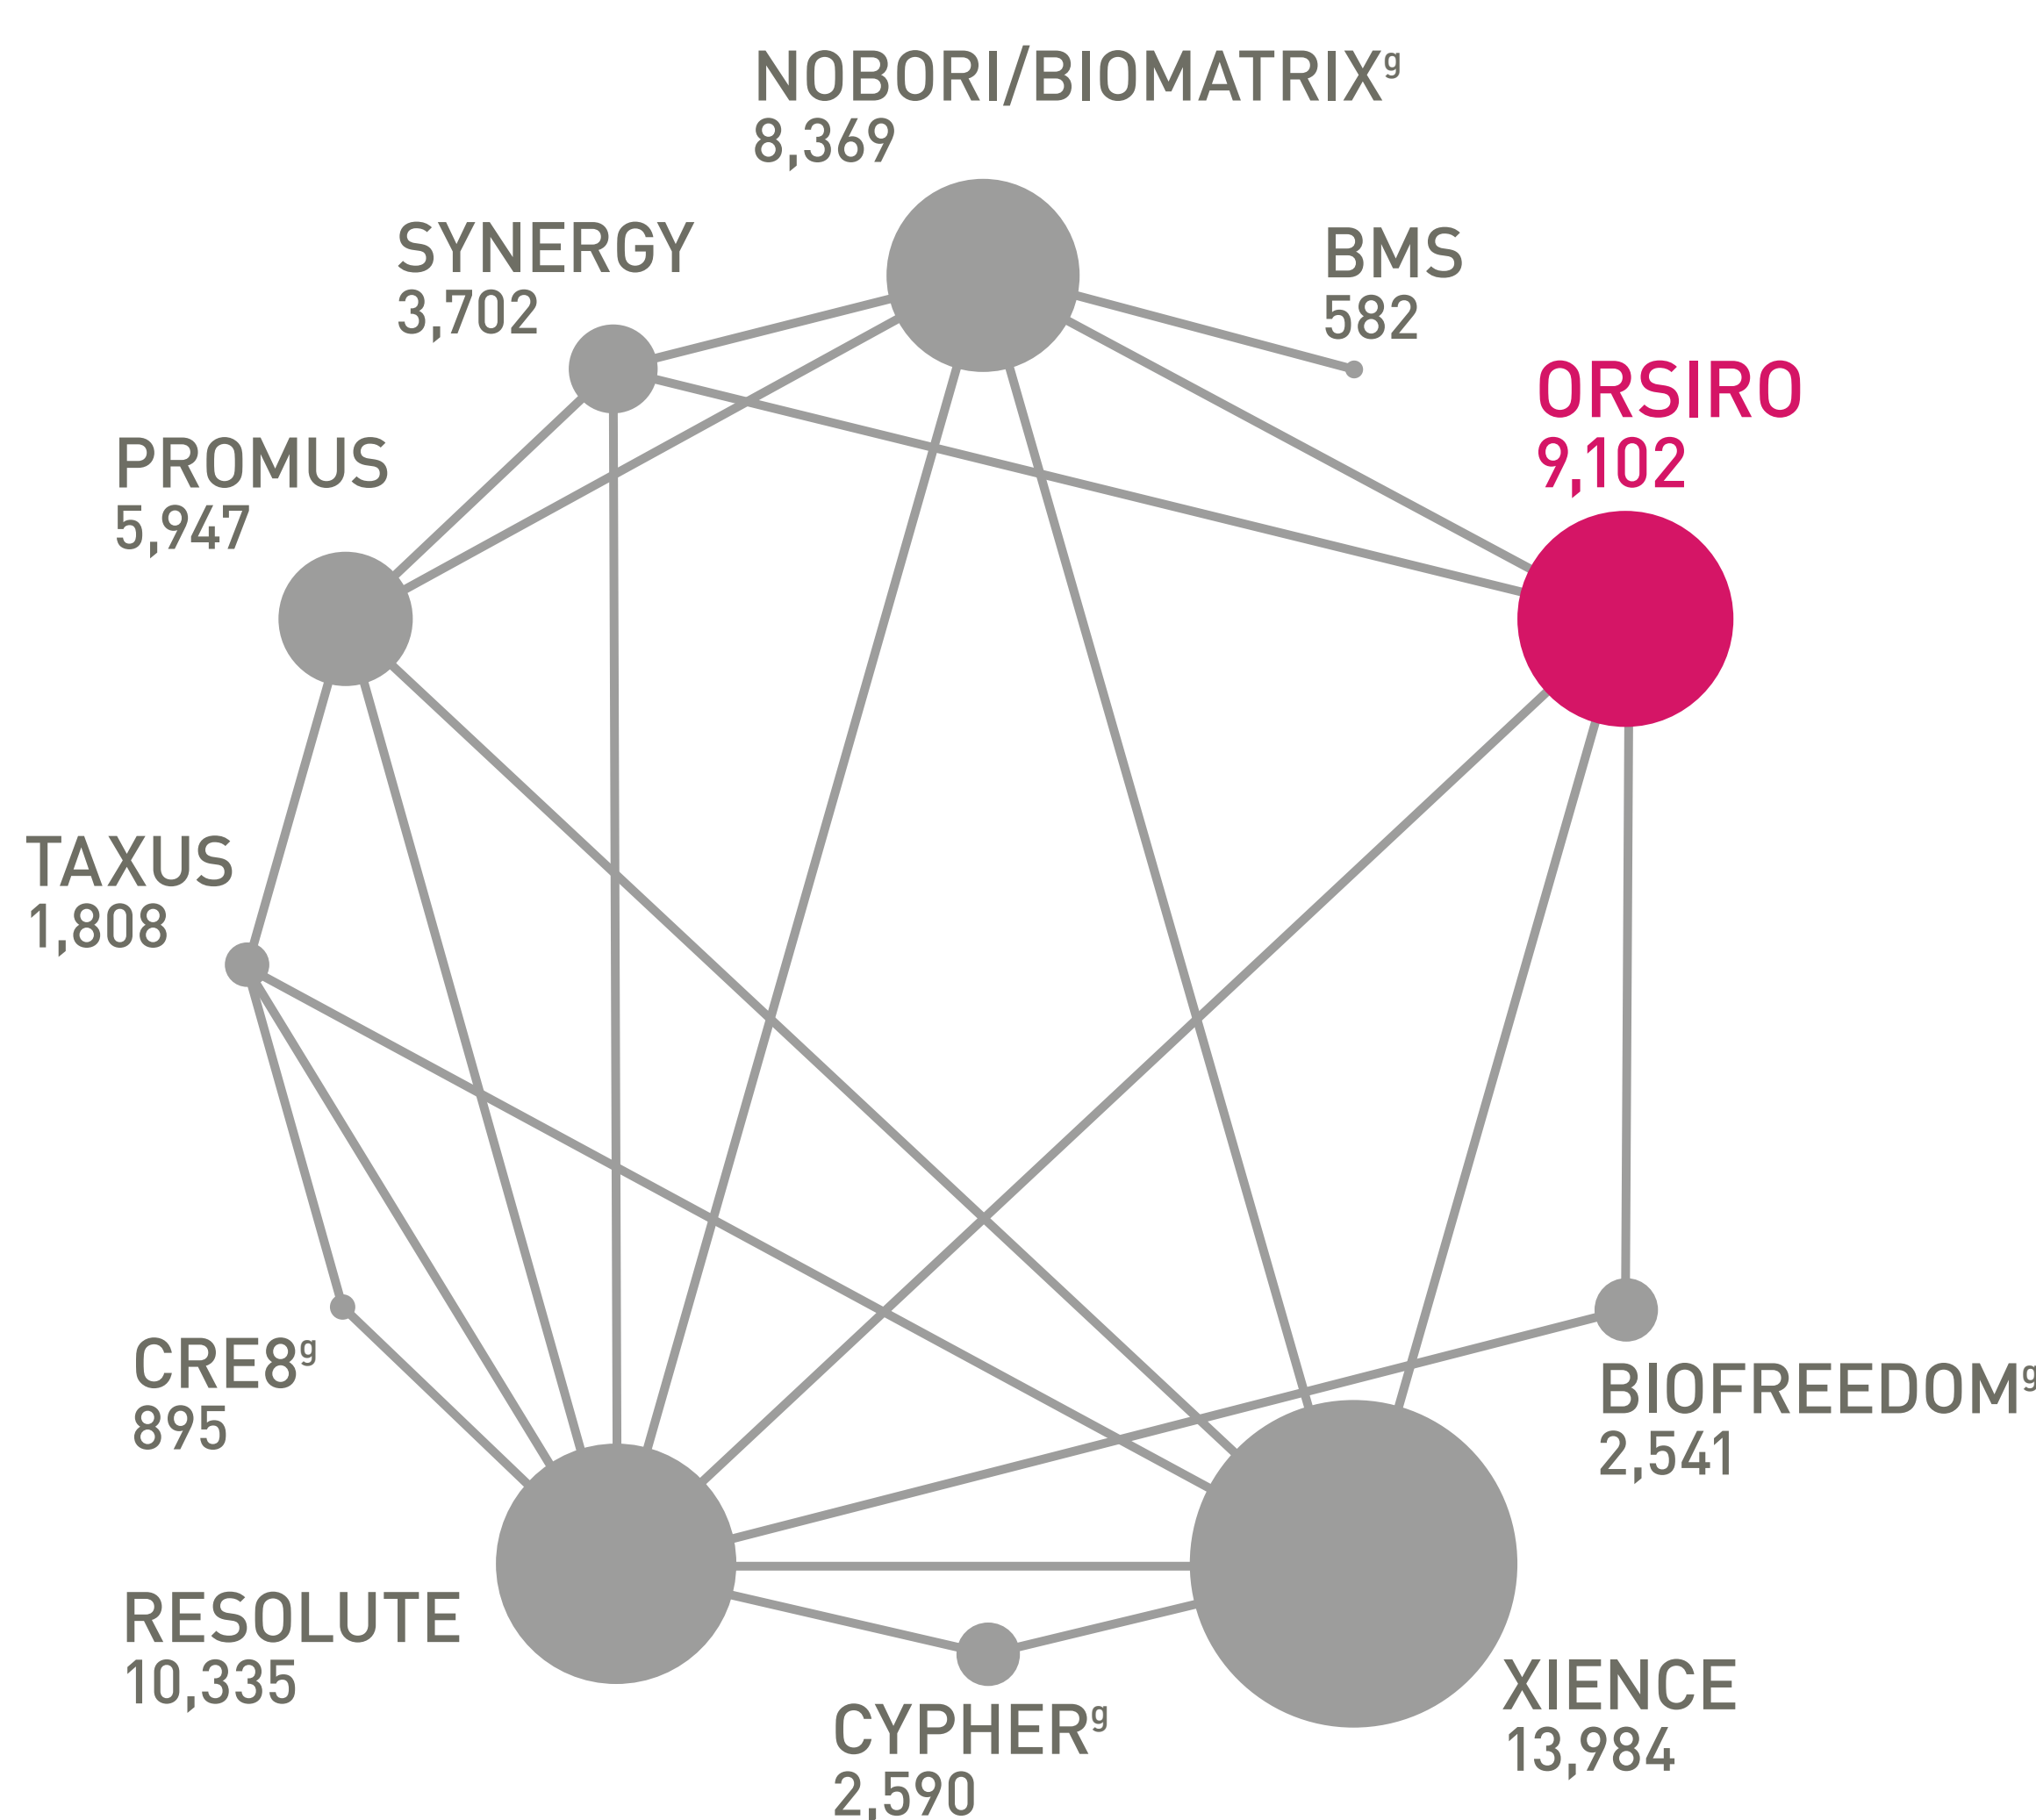 NOBORI/BIOMATRIXg
8,369
SYNERGY
3,702
BMS
582
ORSIRO
9,102
PROMUS
5,947
TAXUS
1,808
CRE8g
895
BIOFREEDOMg
2,541
RESOLUTE
10,335
XIENCE
13,984
CYPHERg
2,590